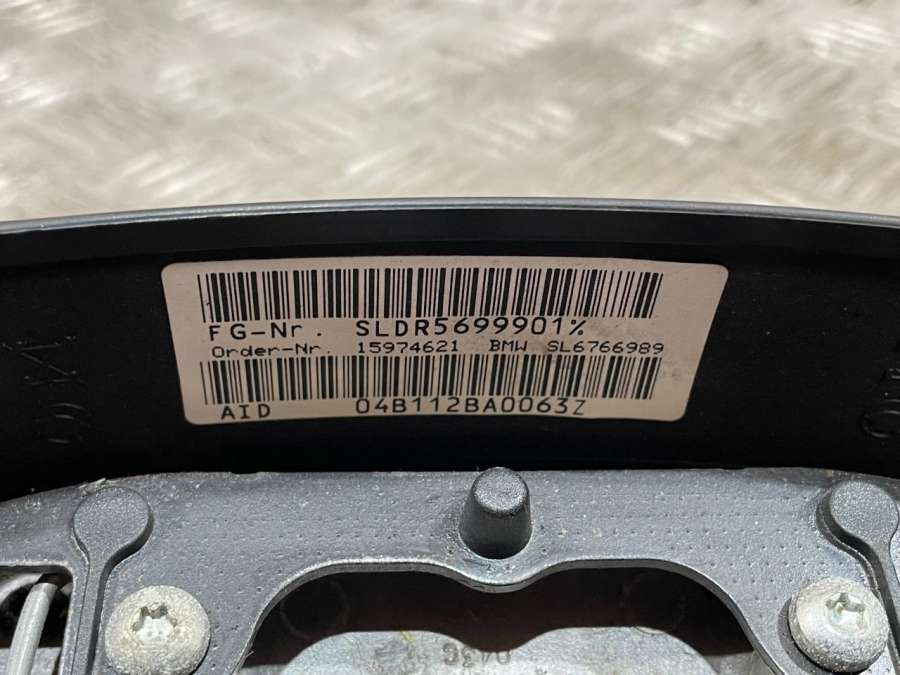 FG-Nr. SLDR5699901%
Order-Nr. 15974621 BMW SL6766989
AID 04B112BA0063Z